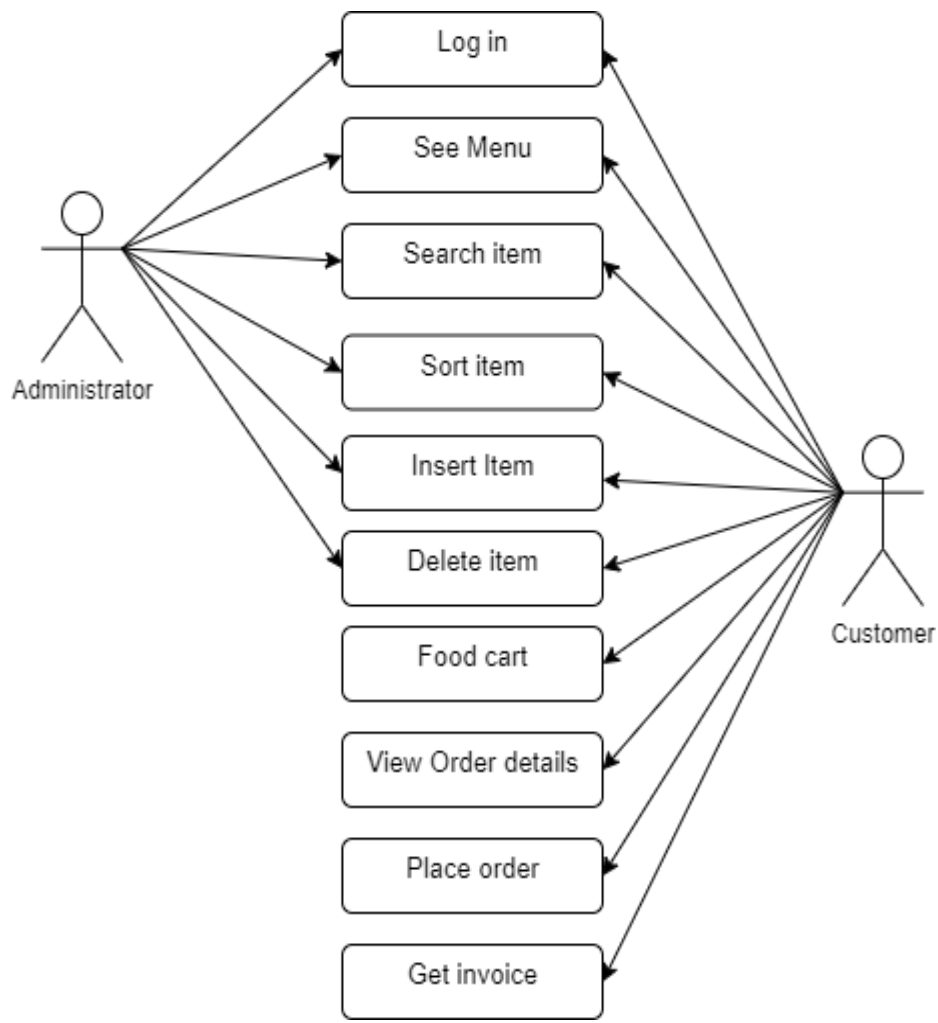 Log in
See Menu
Search item
Sort item
Administrator
Insert Item
Delete item
Customer
Food cart
View Order details
Place order
Get invoice